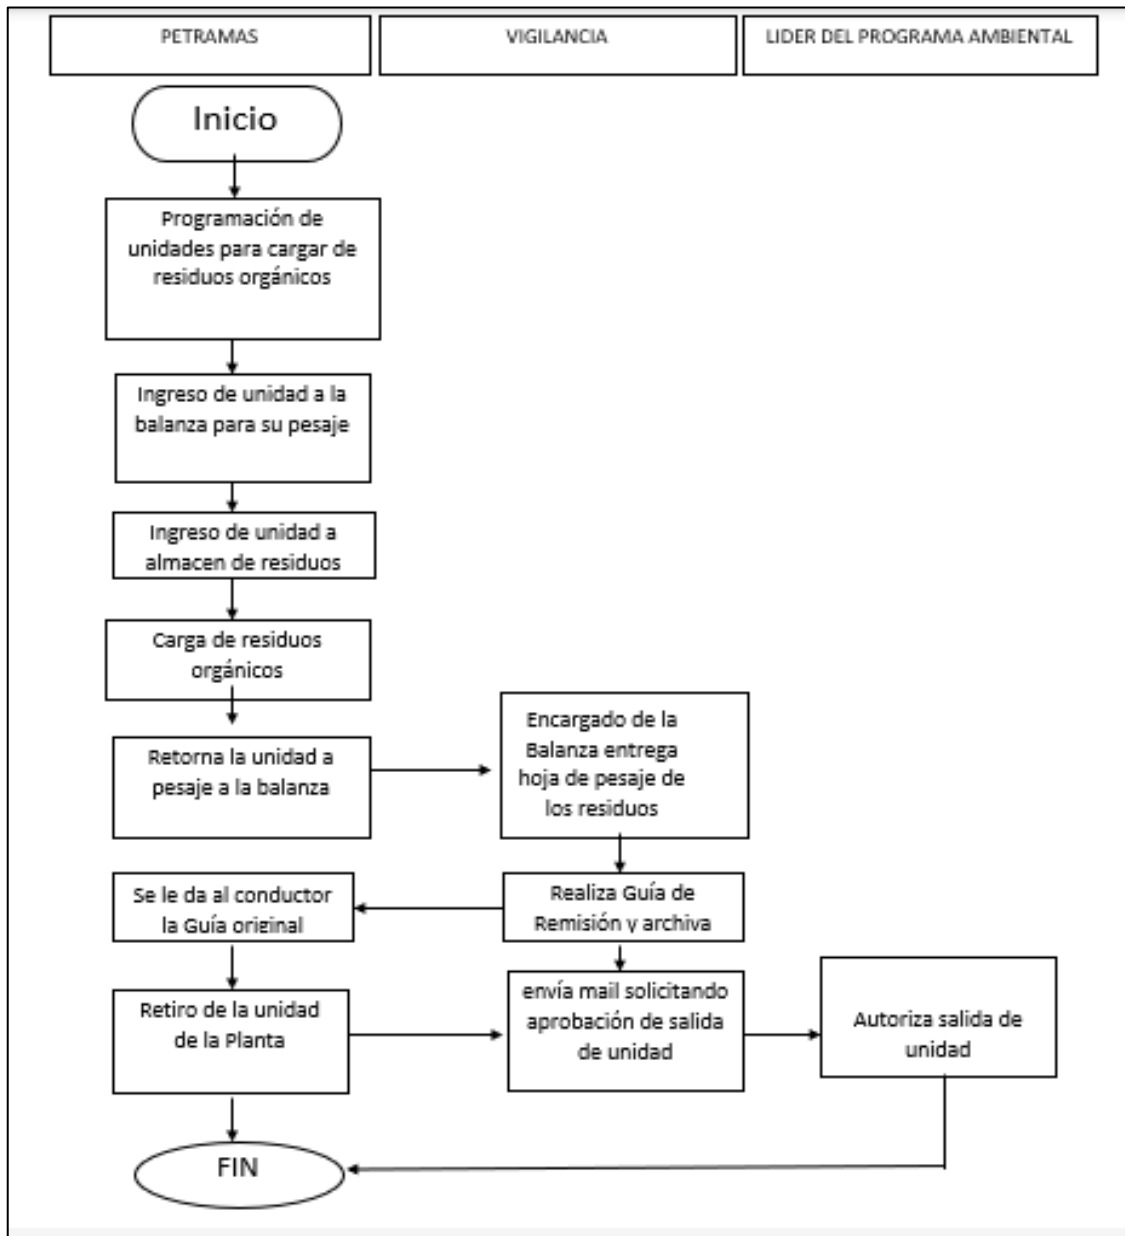 PETRAMAS
VIGILANCIA
LIDER DEL PROGRAMA AMBIENTAL
Inicio
Programación de
unidades para cargar de
residuos orgánicos
Ingreso de unidad a la
balanza para su pesaje
Ingreso de unidad a
almacen de residuos
Carga de residuos
orgánicos
Retorna la unidad a
pesaje a la balanza
Encargado de la
Balanza entrega
hoja de pesaje de
los residuos
Realiza Guía de
Remisión y archiva
Se le da al conductor
la Guía original
Retiro de la unidad
de la Planta
envía mail solicitando
aprobación de salida
de unidad
Autoriza salida de
unidad
FIN